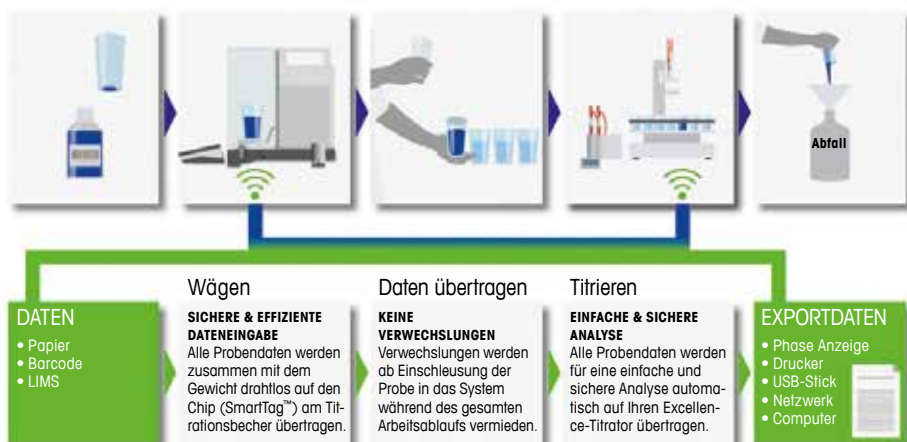 Abfall
DATEN
• Papier
• Barcode
• LIMS
Wägen
SICHERE & EFFIZIENTE
DATENEINGABE
Alle Probendaten werden
zusammen mit dem
Gewicht drahtlos auf den
Chip (SmartTag™) am Tit-
rationsbecher übertragen.
Daten übertragen
KEINE
VERWECHSLUNGEN
Verwechslungen werden
ab Einschleusung der
Probe in das System
während des gesamten
Arbeitsablaufs vermieden.
Titrieren
EINFACHE & SICHERE
ANALYSE
Alle Probendaten werden
für eine einfache und
sichere Analyse automa-
tisch auf Ihren Excellen-
ce-Titrator übertragen.
EXPORTDATEN
• Phase Anzeige
• Drucker
• USB-Stick
• Netzwerk
• Computer